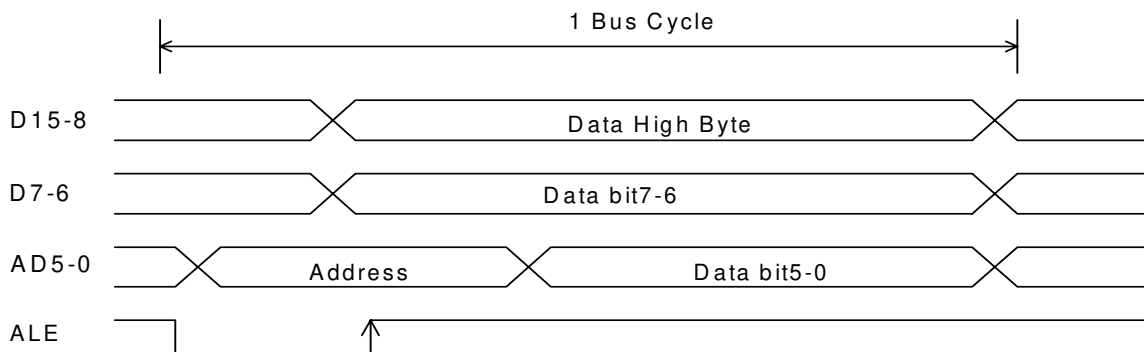 1 Bus Cycle
D15-8 Data High Byte
D7-6 Data bit7-6
AD5-0 Address Data bit5-0
ALE